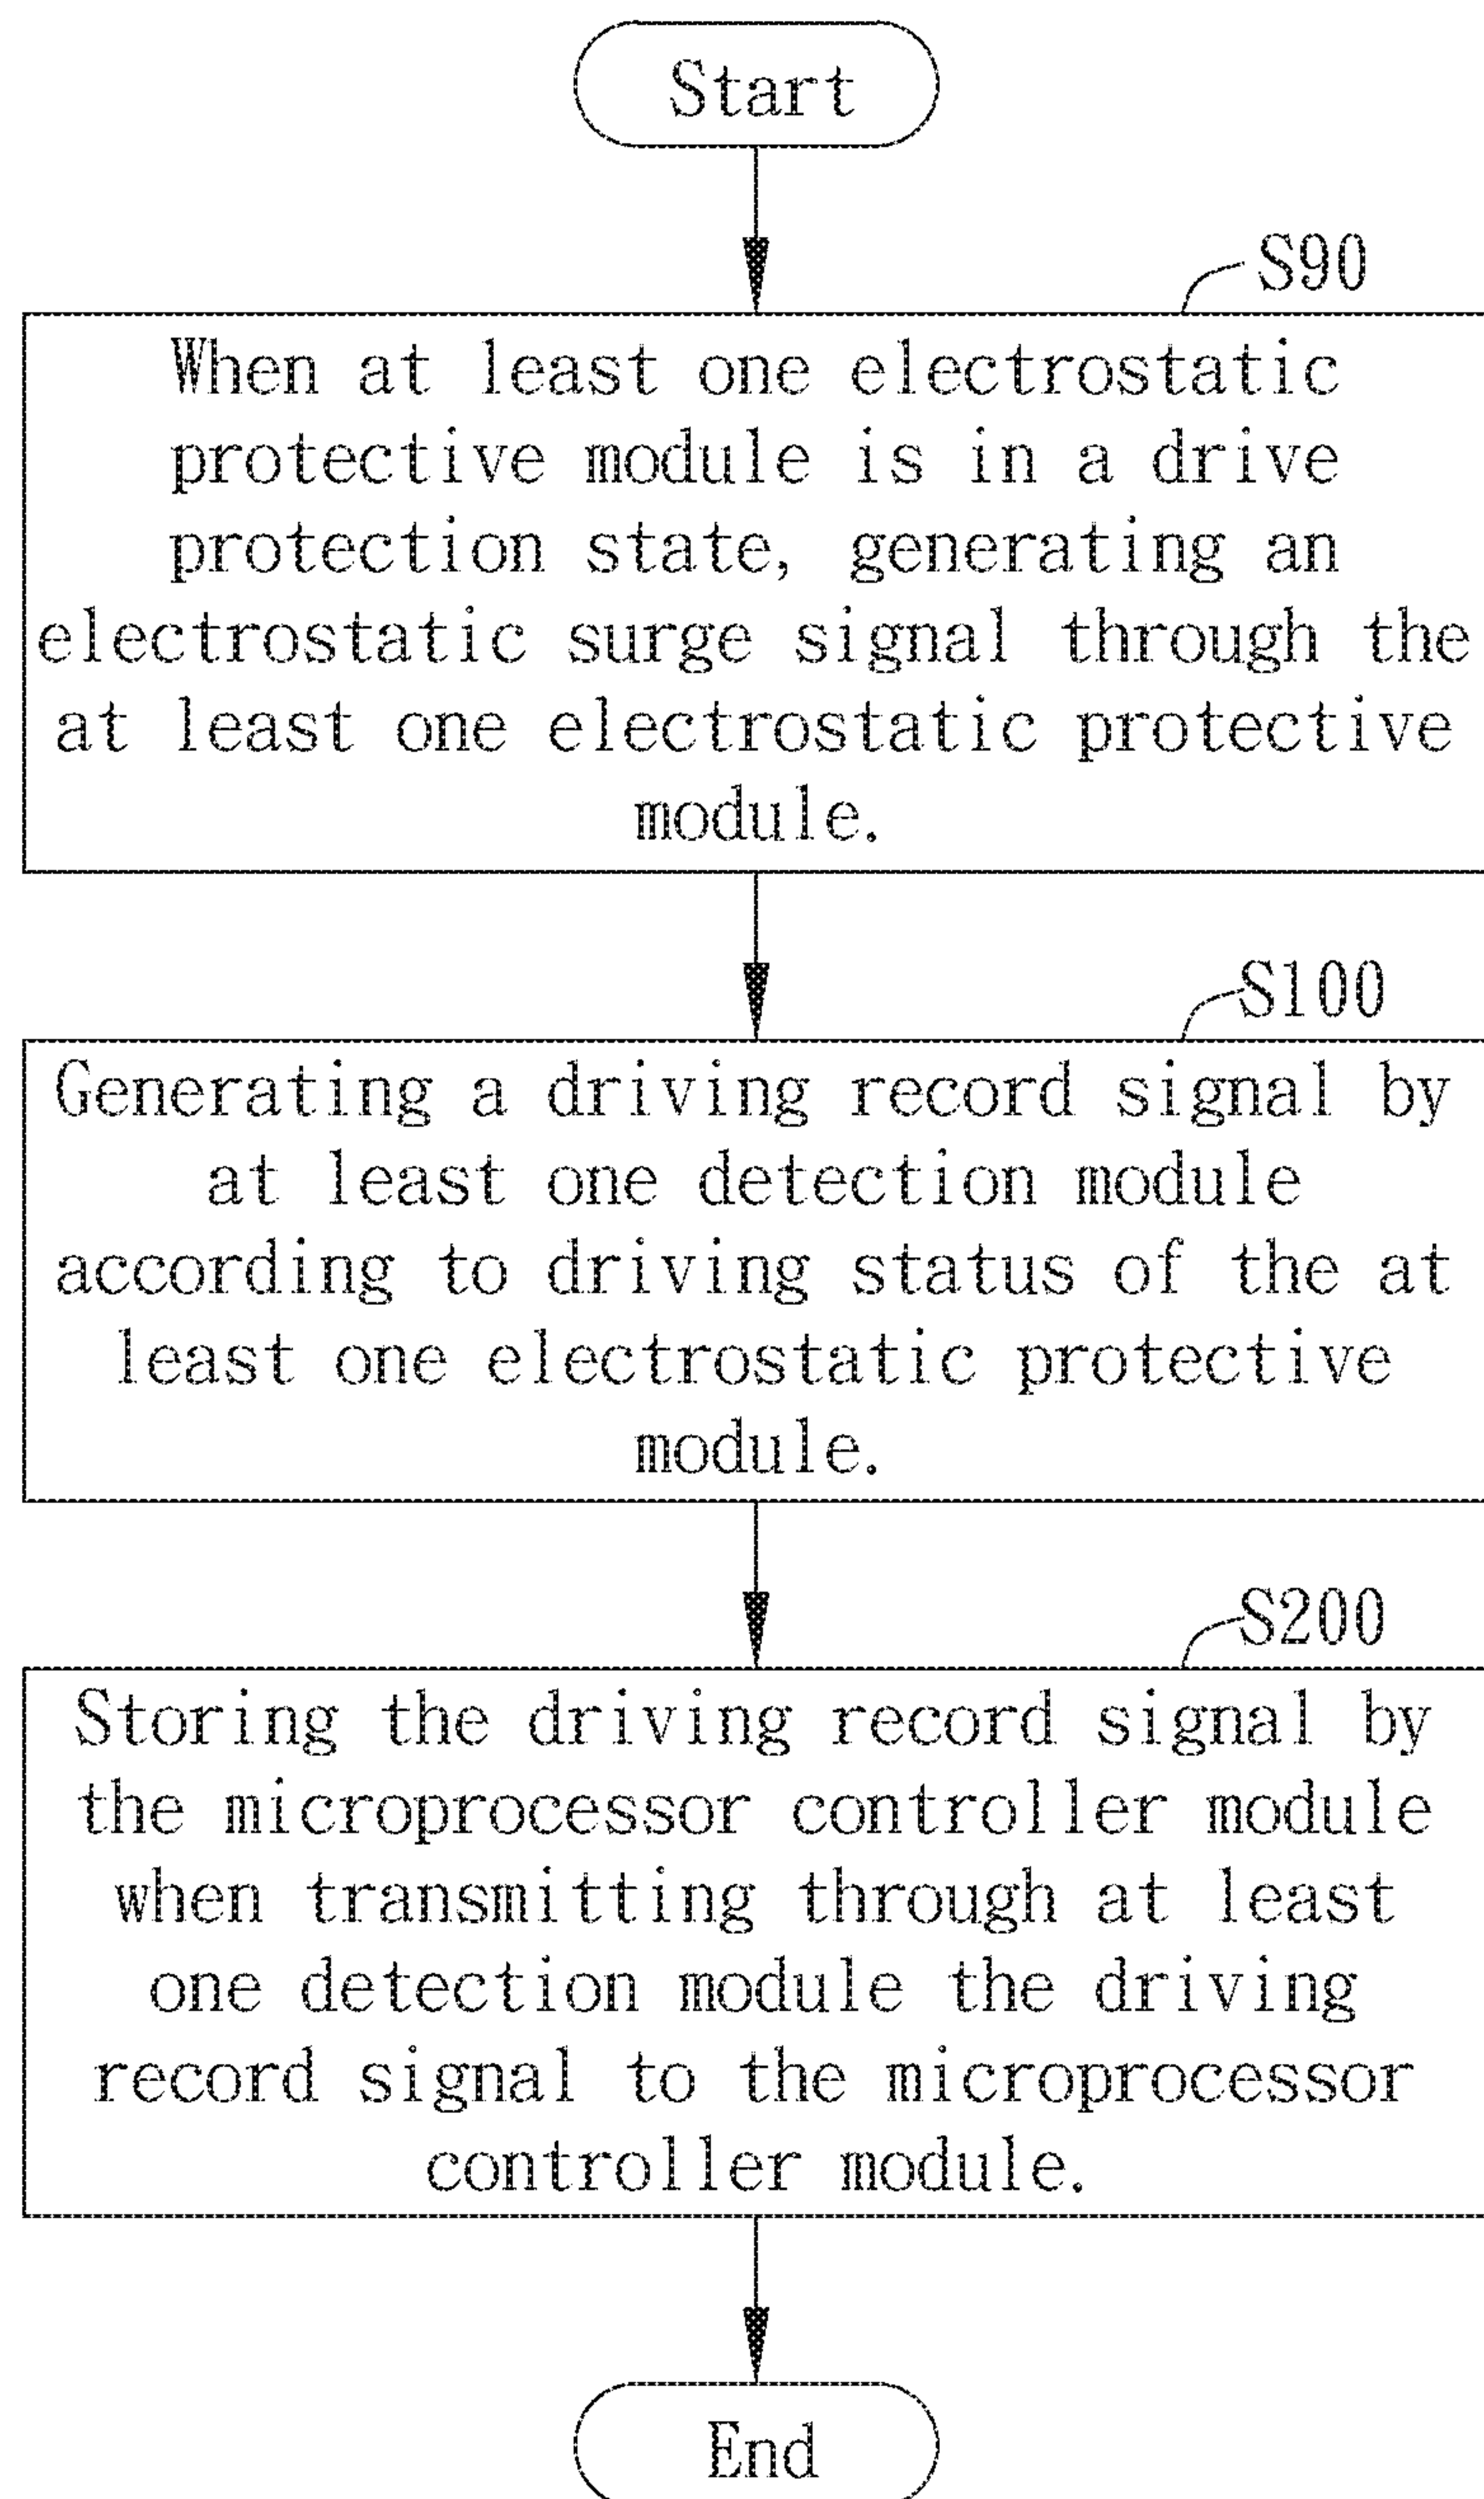 Start
S90
When at least one electrostatic
protective module is in a drive
protection state, generating an
electrostatic surge signal through the
at least one electrostatic protective
module.
S100
Generating a driving record signal by
at least one detection module
according to driving status of the at
least one electrostatic protective
module.
S200
Storing the driving record signal by
the microprocessor controller module
when transmitting through at least
one detection module the driving
record signal to the microprocessor
controller module.
End